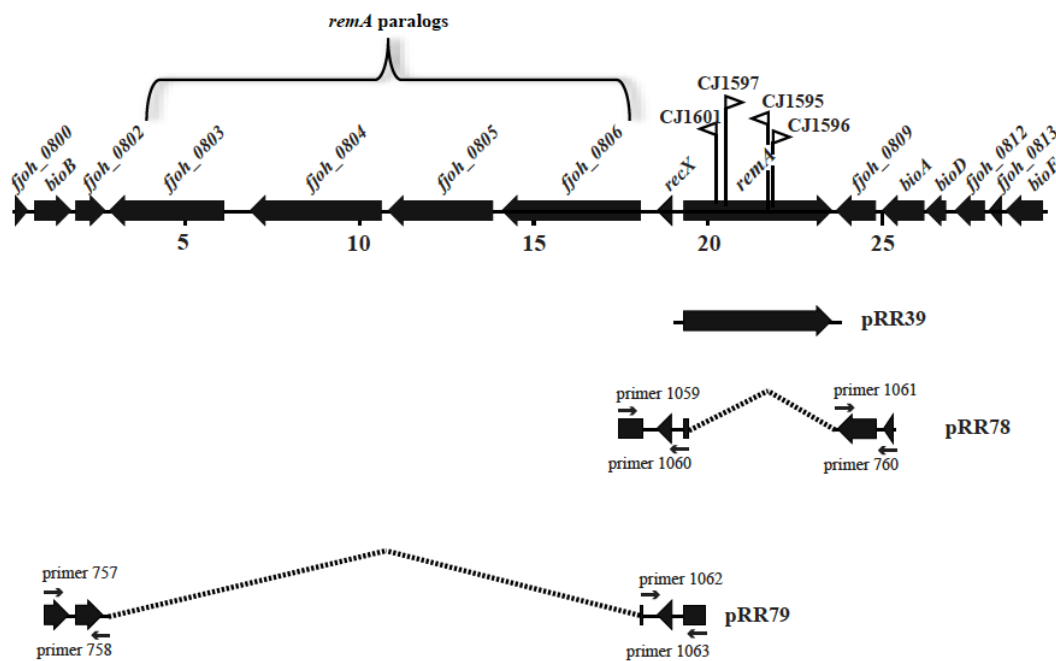 remA paralogs
CJ1597
CJ1595
CJ1601
CJ1596
fjoh_0800
bioB
fjoh_0802
fjoh_0803
fjoh_0804
fjoh_0805
fjoh_0806
recX
remA
fjoh_0809
bioA
bioD
fjoh_0812
fjoh_0813
bioF
5
10
15
20
25
pRR39
primer 1059
primer 1061
pRR78
primer 1060
primer 760
primer 757
primer 1062
pRR79
primer 758
primer 1063